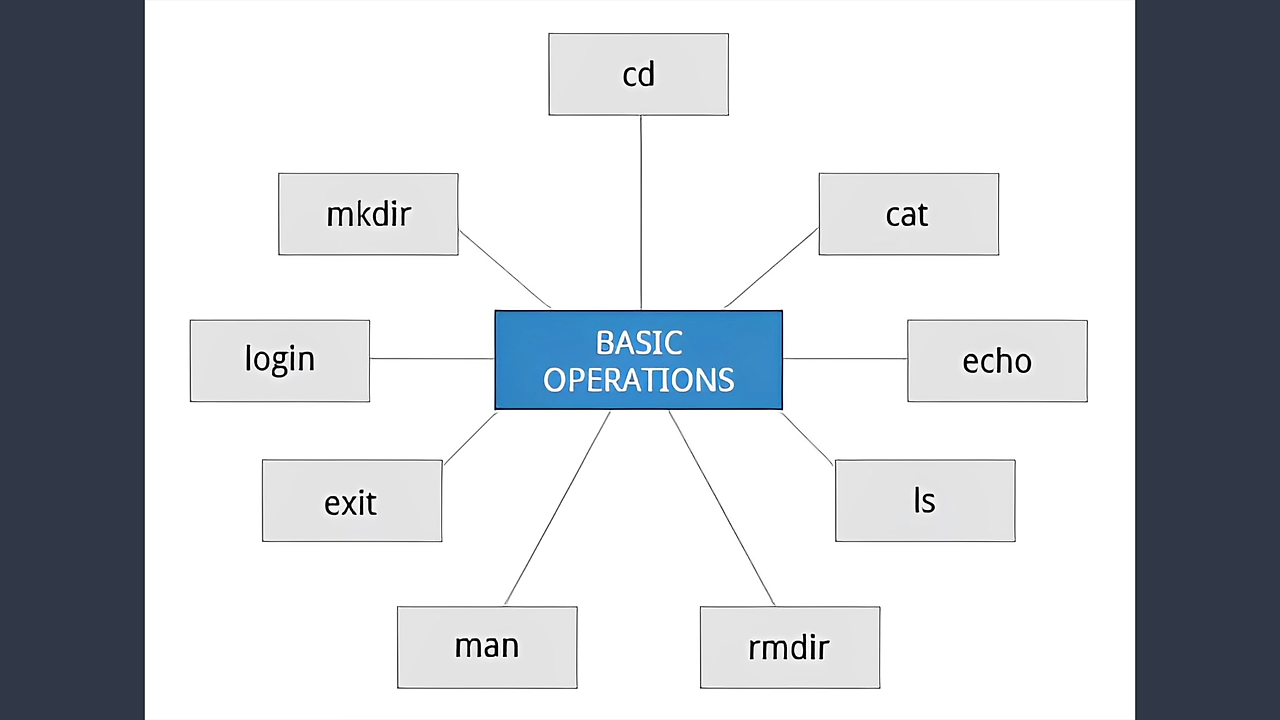 cd
mkdir
cat
BASIC
OPERATIONS
login
echo
exit
ls
man
rmdir